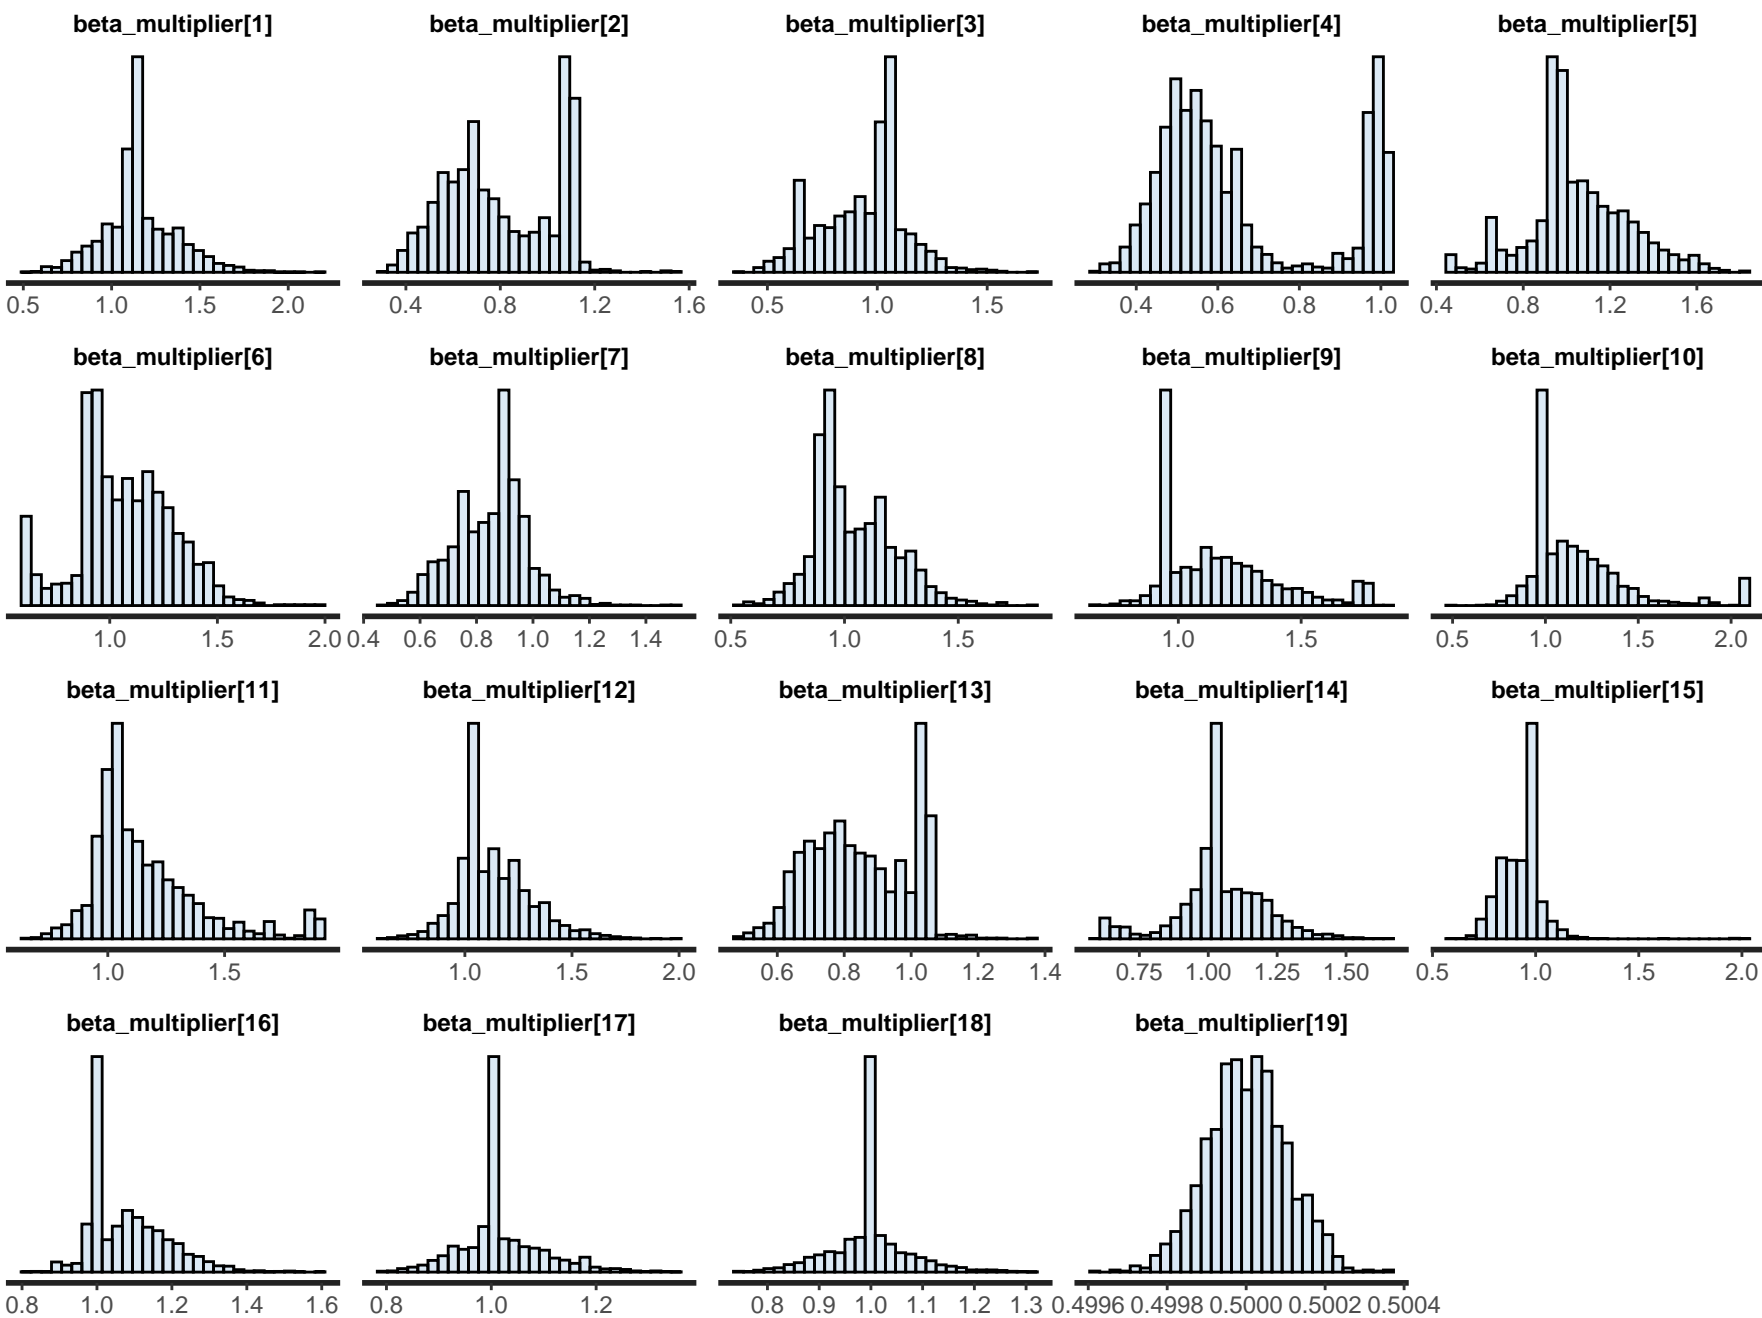 beta_multiplier[1] beta_multiplier[2] beta_multiplier[3] beta_multiplier[4] beta_multiplier[5]
0.5 1.0 1.5 2.0 0.4 0.8 1.2 1.6 0.5 1.0 1.5 0.4 0.6 0.8 1.0 0.4 0.8 1.2 1.6
beta_multiplier[6] beta_multiplier[7] beta_multiplier[8] beta_multiplier[9] beta_multiplier[10]
1.0 1.5 2.0 0.4 0.6 0.8 1.0 1.2 1.4 0.5 1.0 1.5 1.0 1.5 0.5 1.0 1.5 2.0
beta_multiplier[11] beta_multiplier[12] beta_multiplier[13] beta_multiplier[14] beta_multiplier[15]
1.0 1.5 1.0 1.5 2.0 0.6 0.8 1.0 1.2 1.4 0.75 1.00 1.25 1.50 0.5 1.0 1.5 2.0
beta_multiplier[16] beta_multiplier[17] beta_multiplier[18] beta_multiplier[19]
0.8 1.0 1.2 1.4 1.6 0.8 1.0 1.2 0.8 0.9 1.0 1.1 1.2 1.3 0.4996 0.4998 0.5000 0.5002 0.5004